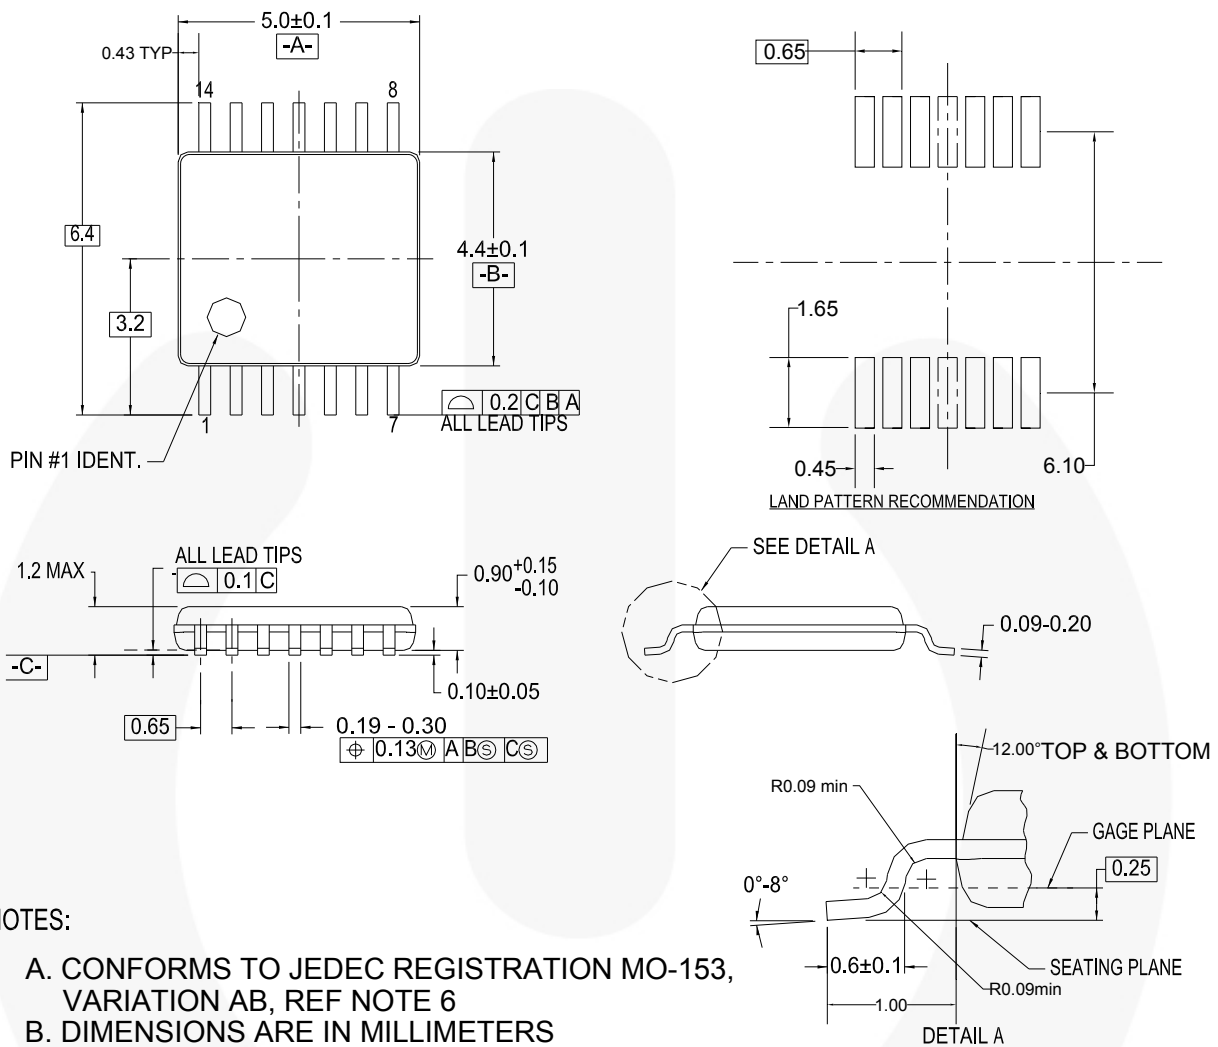 5.0±0.1
-A-
0.43 TYP
14
8
6.4
3.2
4.4±0.1
-B-
0.2 C B A
ALL LEAD TIPS
1
7
PIN #1 IDENT.
0.65
1.65
0.45
6.10
LAND PATTERN RECOMMENDATION
ALL LEAD TIPS
0.1 C
1.2 MAX
0.90 +0.15
-0.10
-C-
0.10±0.05
0.65
0.19 - 0.30
⌖ 0.13Ⓜ A BⓈ CⓈ
SEE DETAIL A
0.09-0.20
12.00° TOP & BOTTOM
R0.09 min
GAGE PLANE
0.25
0°-8°
SEATING PLANE
0.6±0.1
R0.09min
1.00
DETAIL A
NOTES:
A. CONFORMS TO JEDEC REGISTRATION MO-153,
VARIATION AB, REF NOTE 6
B. DIMENSIONS ARE IN MILLIMETERS